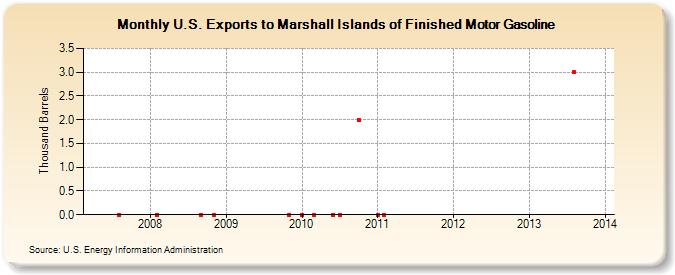 Monthly U.S. Exports to Marshall Islands of Finished Motor Gasoline
Thousand Barrels
3.5
3.0
2.5
2.0
1.5
1.0
0.5
0.0
2008 2009 2010 2011 2012 2013 2014
Source: U.S. Energy Information Administration